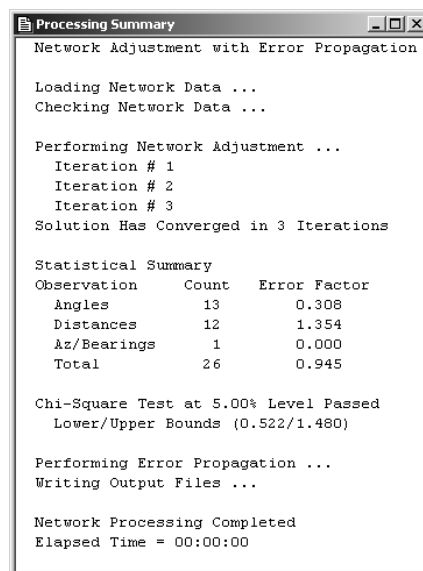 Processing Summary
Network Adjustment with Error Propagation
Loading Network Data ...
Checking Network Data ...
Performing Network Adjustment ...
Iteration # 1
Iteration # 2
Iteration # 3
Solution Has Converged in 3 Iterations
Statistical Summary
Observation Count Error Factor
Angles 13 0.308
Distances 12 1.354
Az/Bearings 1 0.000
Total 26 0.945
Chi-Square Test at 5.00% Level Passed
Lower/Upper Bounds (0.522/1.480)
Performing Error Propagation ...
Writing Output Files ...
Network Processing Completed
Elapsed Time = 00:00:00